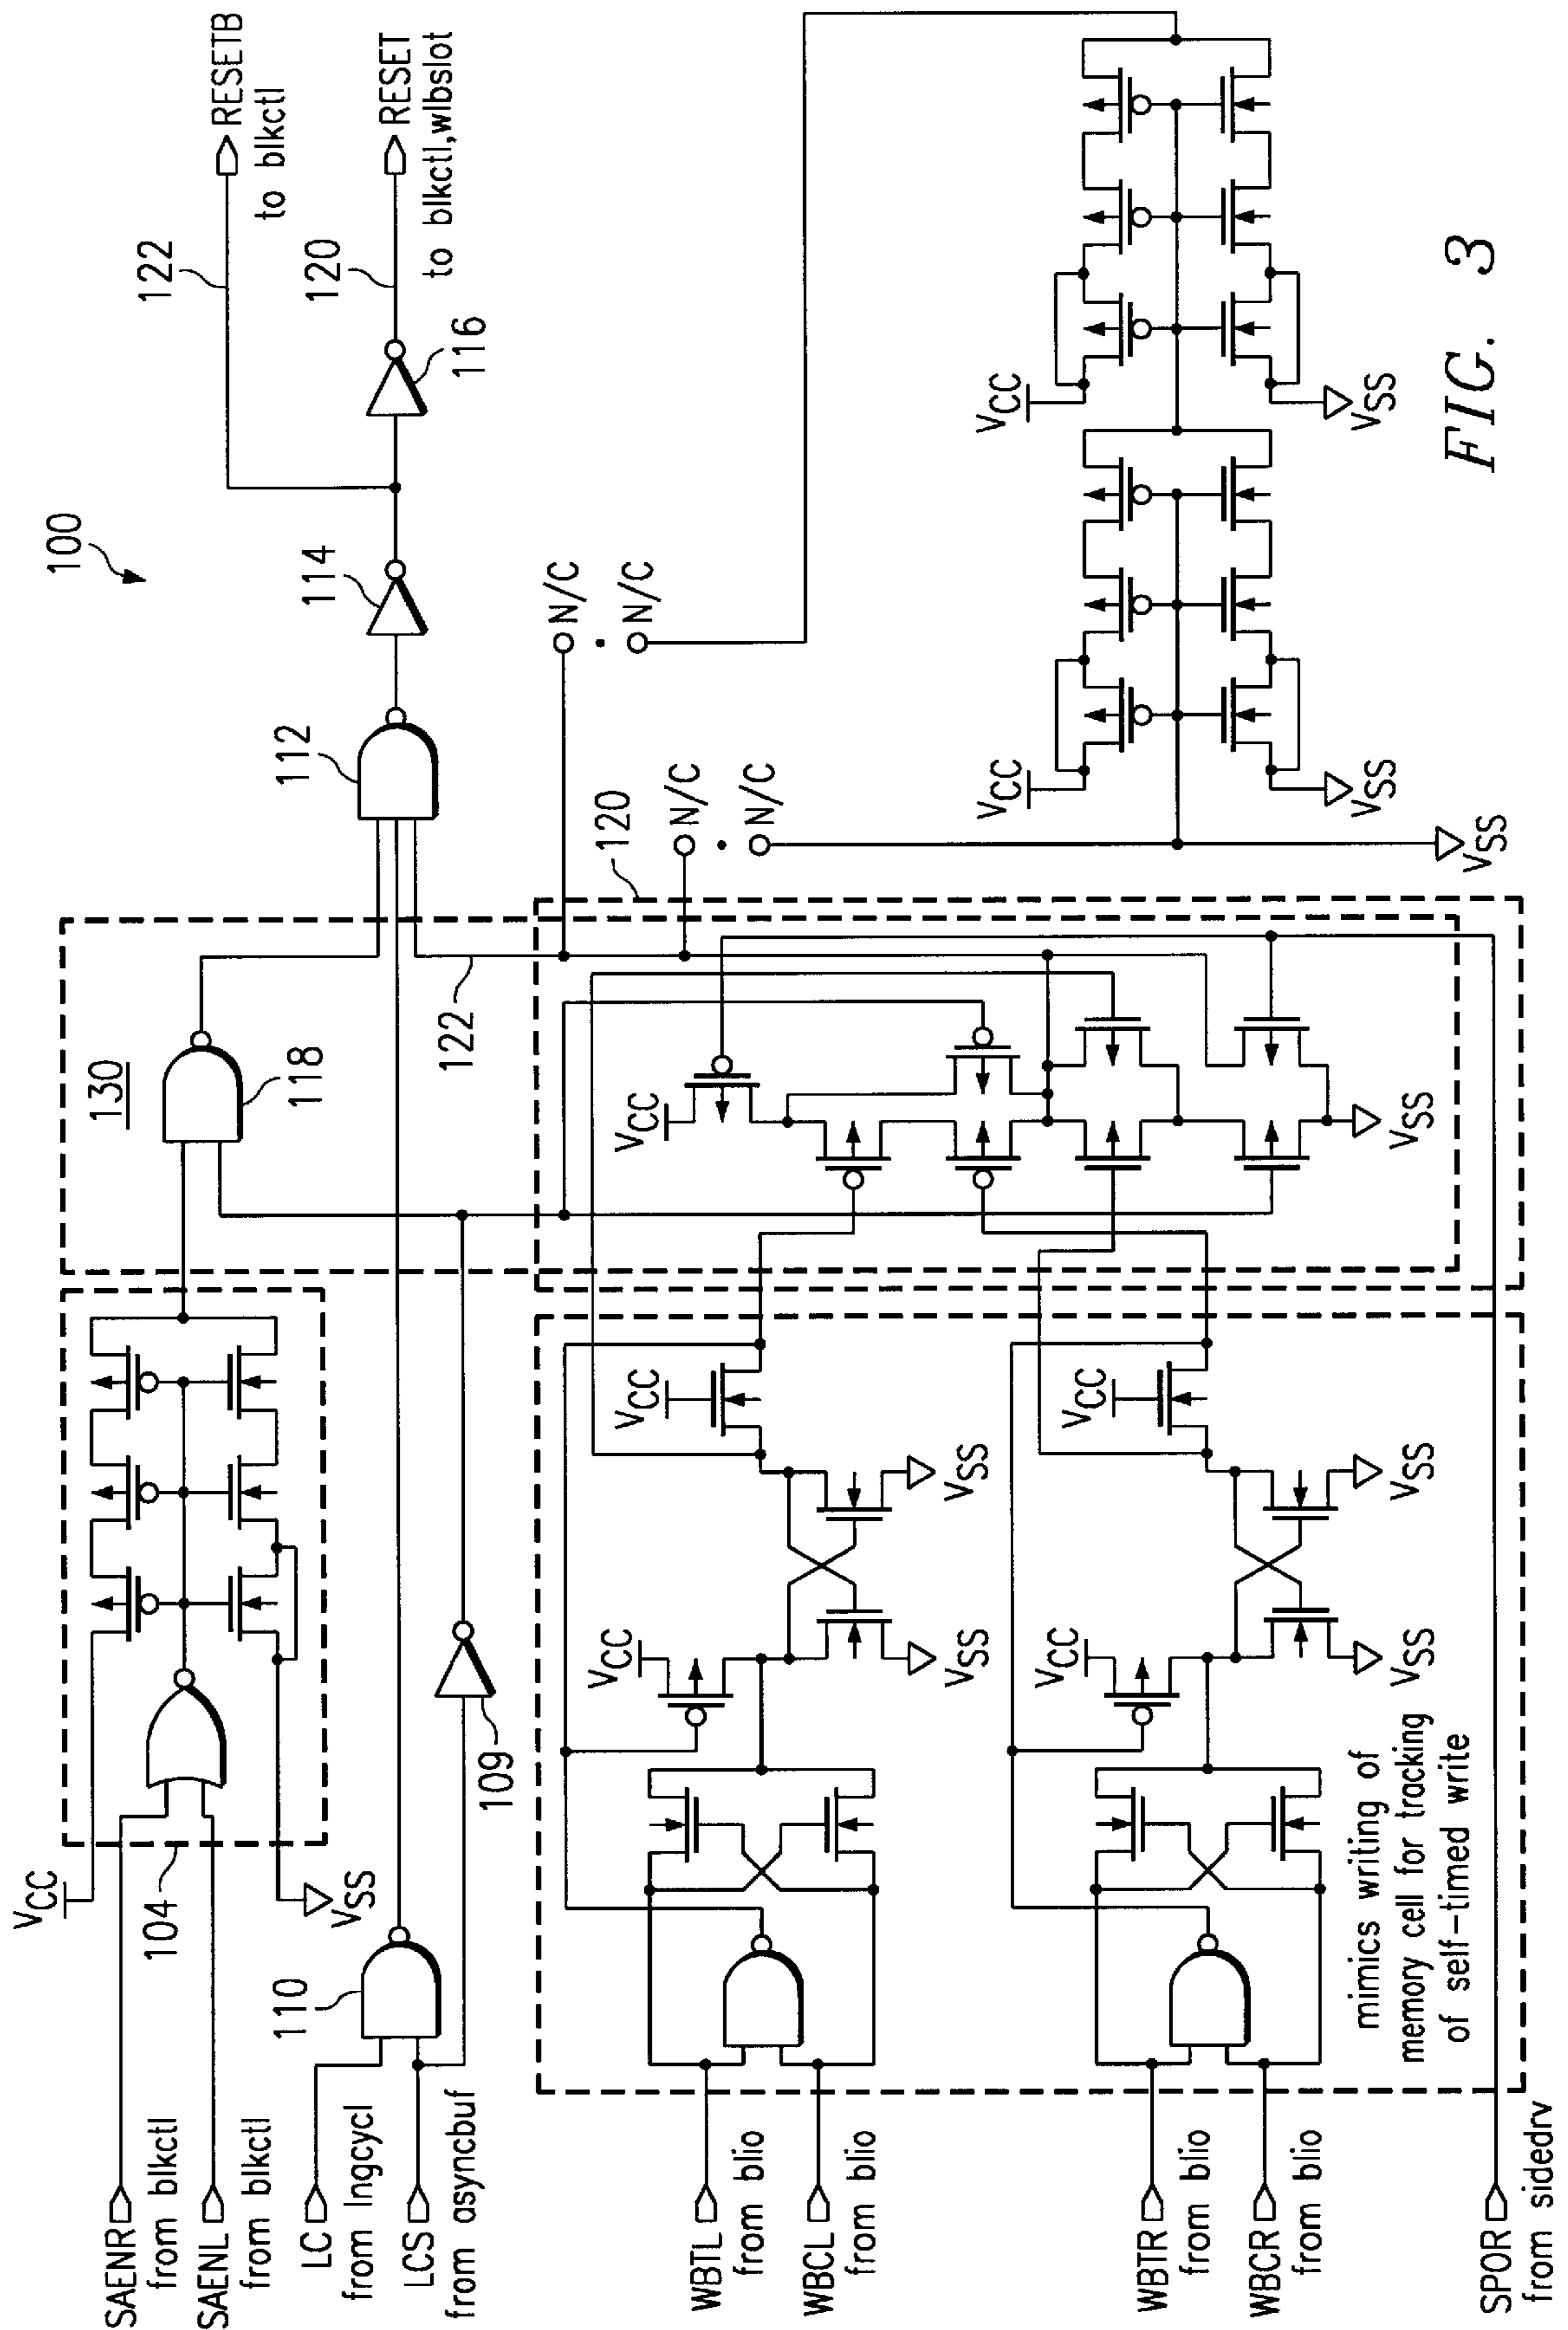 100
122
RESETB
to blkctl
120
RESET
to blkctl,wlbslot
116
114
112
N/C
N/C
N/C
N/C
130
118
122
120
VCC
VSS
104
SAENR
from blkctl
SAENL
from blkctl
110
LC
from lngcycl
LCS
from asyncbuf
109
VCC
VCC
VCC
VSS
VSS
VSS
VCC
VSS
VCC
VSS
WBTL
from blio
WBCL
from blio
VCC
VCC
VSS
VSS
WBTR
from blio
WBCR
from blio
mimics writing of
memory cell for tracking
of self-timed write
VCC
VCC
VSS
VSS
SPOR
from sidedrv
FIG. 3